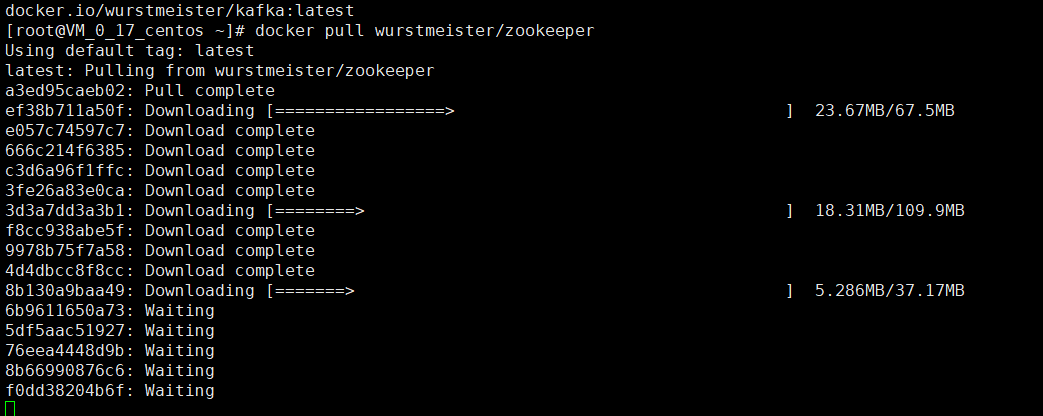 docker.io/wurstmeister/kafka:latest
[root@VM_0_17_centos ~]# docker pull wurstmeister/zookeeper
Using default tag: latest
latest: Pulling from wurstmeister/zookeeper
a3ed95caeb02: Pull complete
ef38b711a50f: Downloading [=================>                                 ]  23.67MB/67.5MB
e057c74597c7: Download complete
666c214f6385: Download complete
c3d6a96f1ffc: Download complete
3fe26a83e0ca: Download complete
3d3a7dd3a3b1: Downloading [========>                                          ]  18.31MB/109.9MB
f8cc938abe5f: Download complete
9978b75f7a58: Download complete
4d4dbcc8f8cc: Download complete
8b130a9baa49: Downloading [=======>                                           ]  5.286MB/37.17MB
6b9611650a73: Waiting
5df5aac51927: Waiting
76eea4448d9b: Waiting
8b66990876c6: Waiting
f0dd38204b6f: Waiting